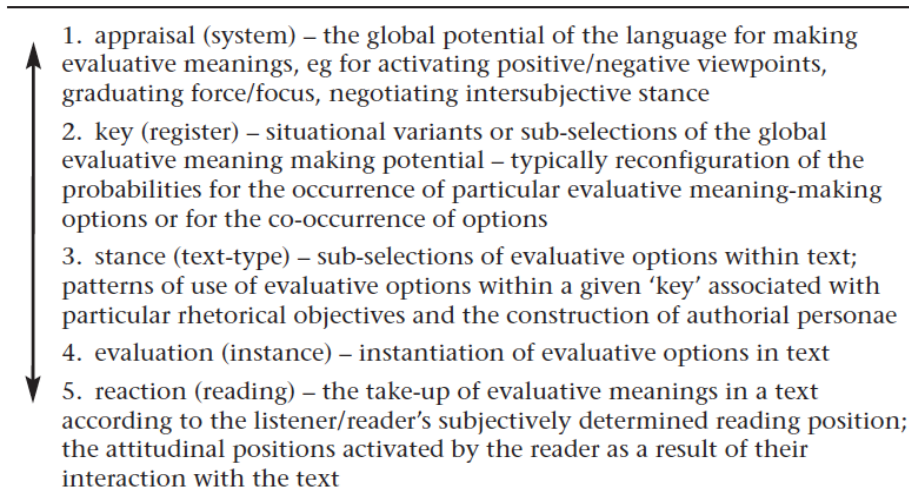 1. appraisal (system) – the global potential of the language for making
evaluative meanings, eg for activating positive/negative viewpoints,
graduating force/focus, negotiating intersubjective stance
2. key (register) – situational variants or sub-selections of the global
evaluative meaning making potential – typically reconfiguration of the
probabilities for the occurrence of particular evaluative meaning-making
options or for the co-occurrence of options
3. stance (text-type) – sub-selections of evaluative options within text;
patterns of use of evaluative options within a given ‘key’ associated with
particular rhetorical objectives and the construction of authorial personae
4. evaluation (instance) – instantiation of evaluative options in text
5. reaction (reading) – the take-up of evaluative meanings in a text
according to the listener/reader’s subjectively determined reading position;
the attitudinal positions activated by the reader as a result of their
interaction with the text